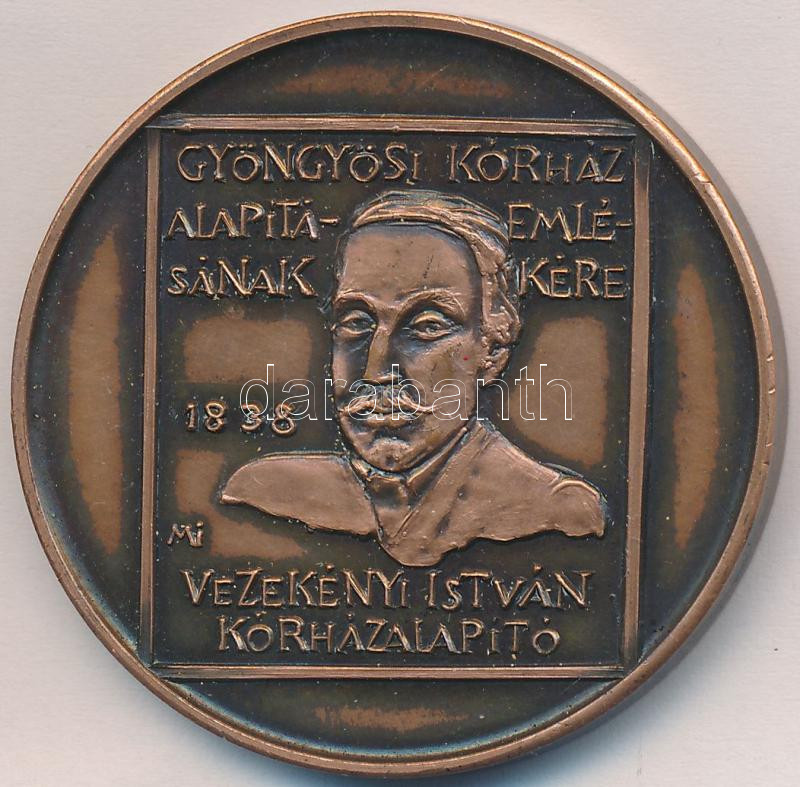 GYÖNGYÖSI KÓRHÁZ
ALAPÍTÁ- EMLÉ-
SÁNAK KÉRE
1838
darabanth
Mi
VEZEKÉNYI ISTVÁN
KÓRHÁZALAPÍTÓ